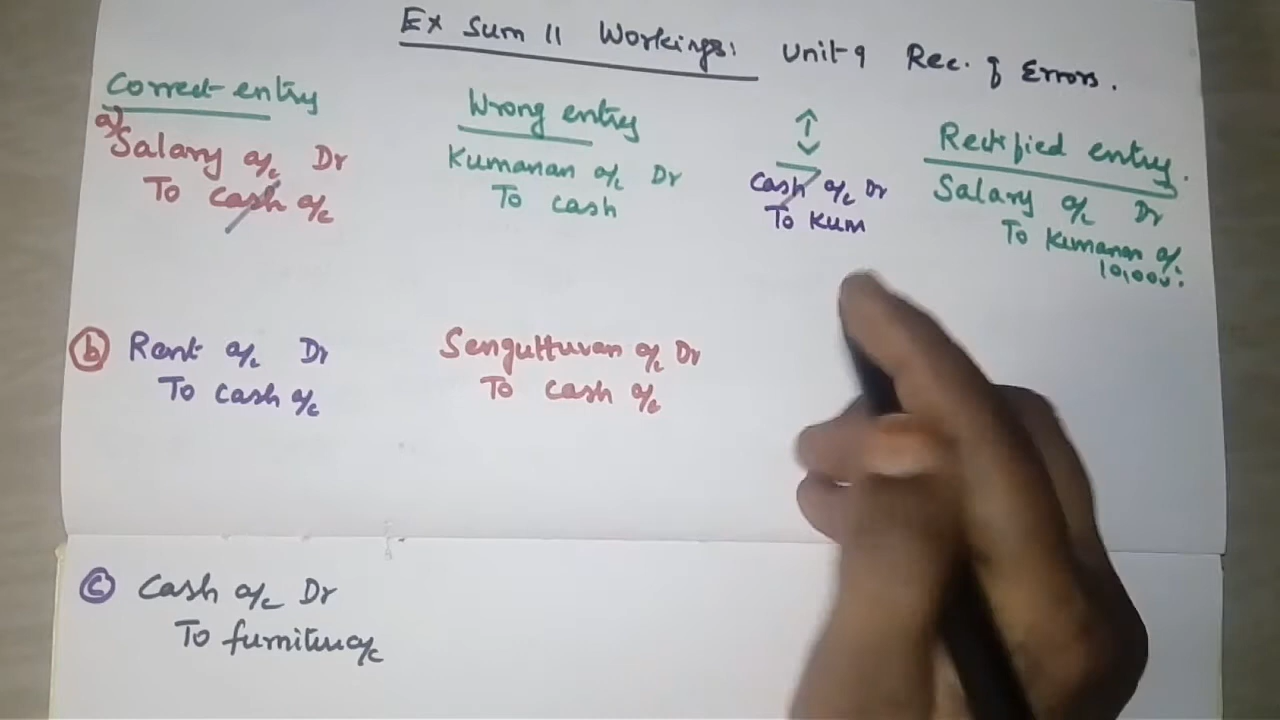 Ex Sum 11 Workings: Unit-9 Rec. of Errors.
Correct entry
Wrong entry
Rectified entry.
a) Salary a/c Dr
To cash a/c
Kumanan a/c Dr
To cash
Cash a/c Dr
To Kum
Salary a/c Dr
To Kumanan a/c
10,000.
b Rent a/c Dr
To cash a/c
Senguttuvan a/c Dr
To cash a/c
c Cash a/c Dr
To furniture a/c